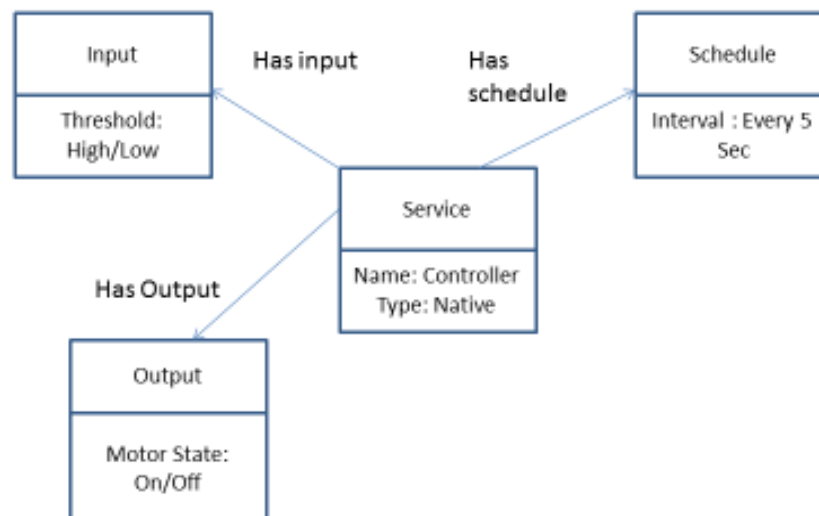 Input
Threshold:
High/Low
Has input
Has
schedule
Schedule
Interval : Every 5
Sec
Service
Name: Controller
Type: Native
Has Output
Output
Motor State:
On/Off